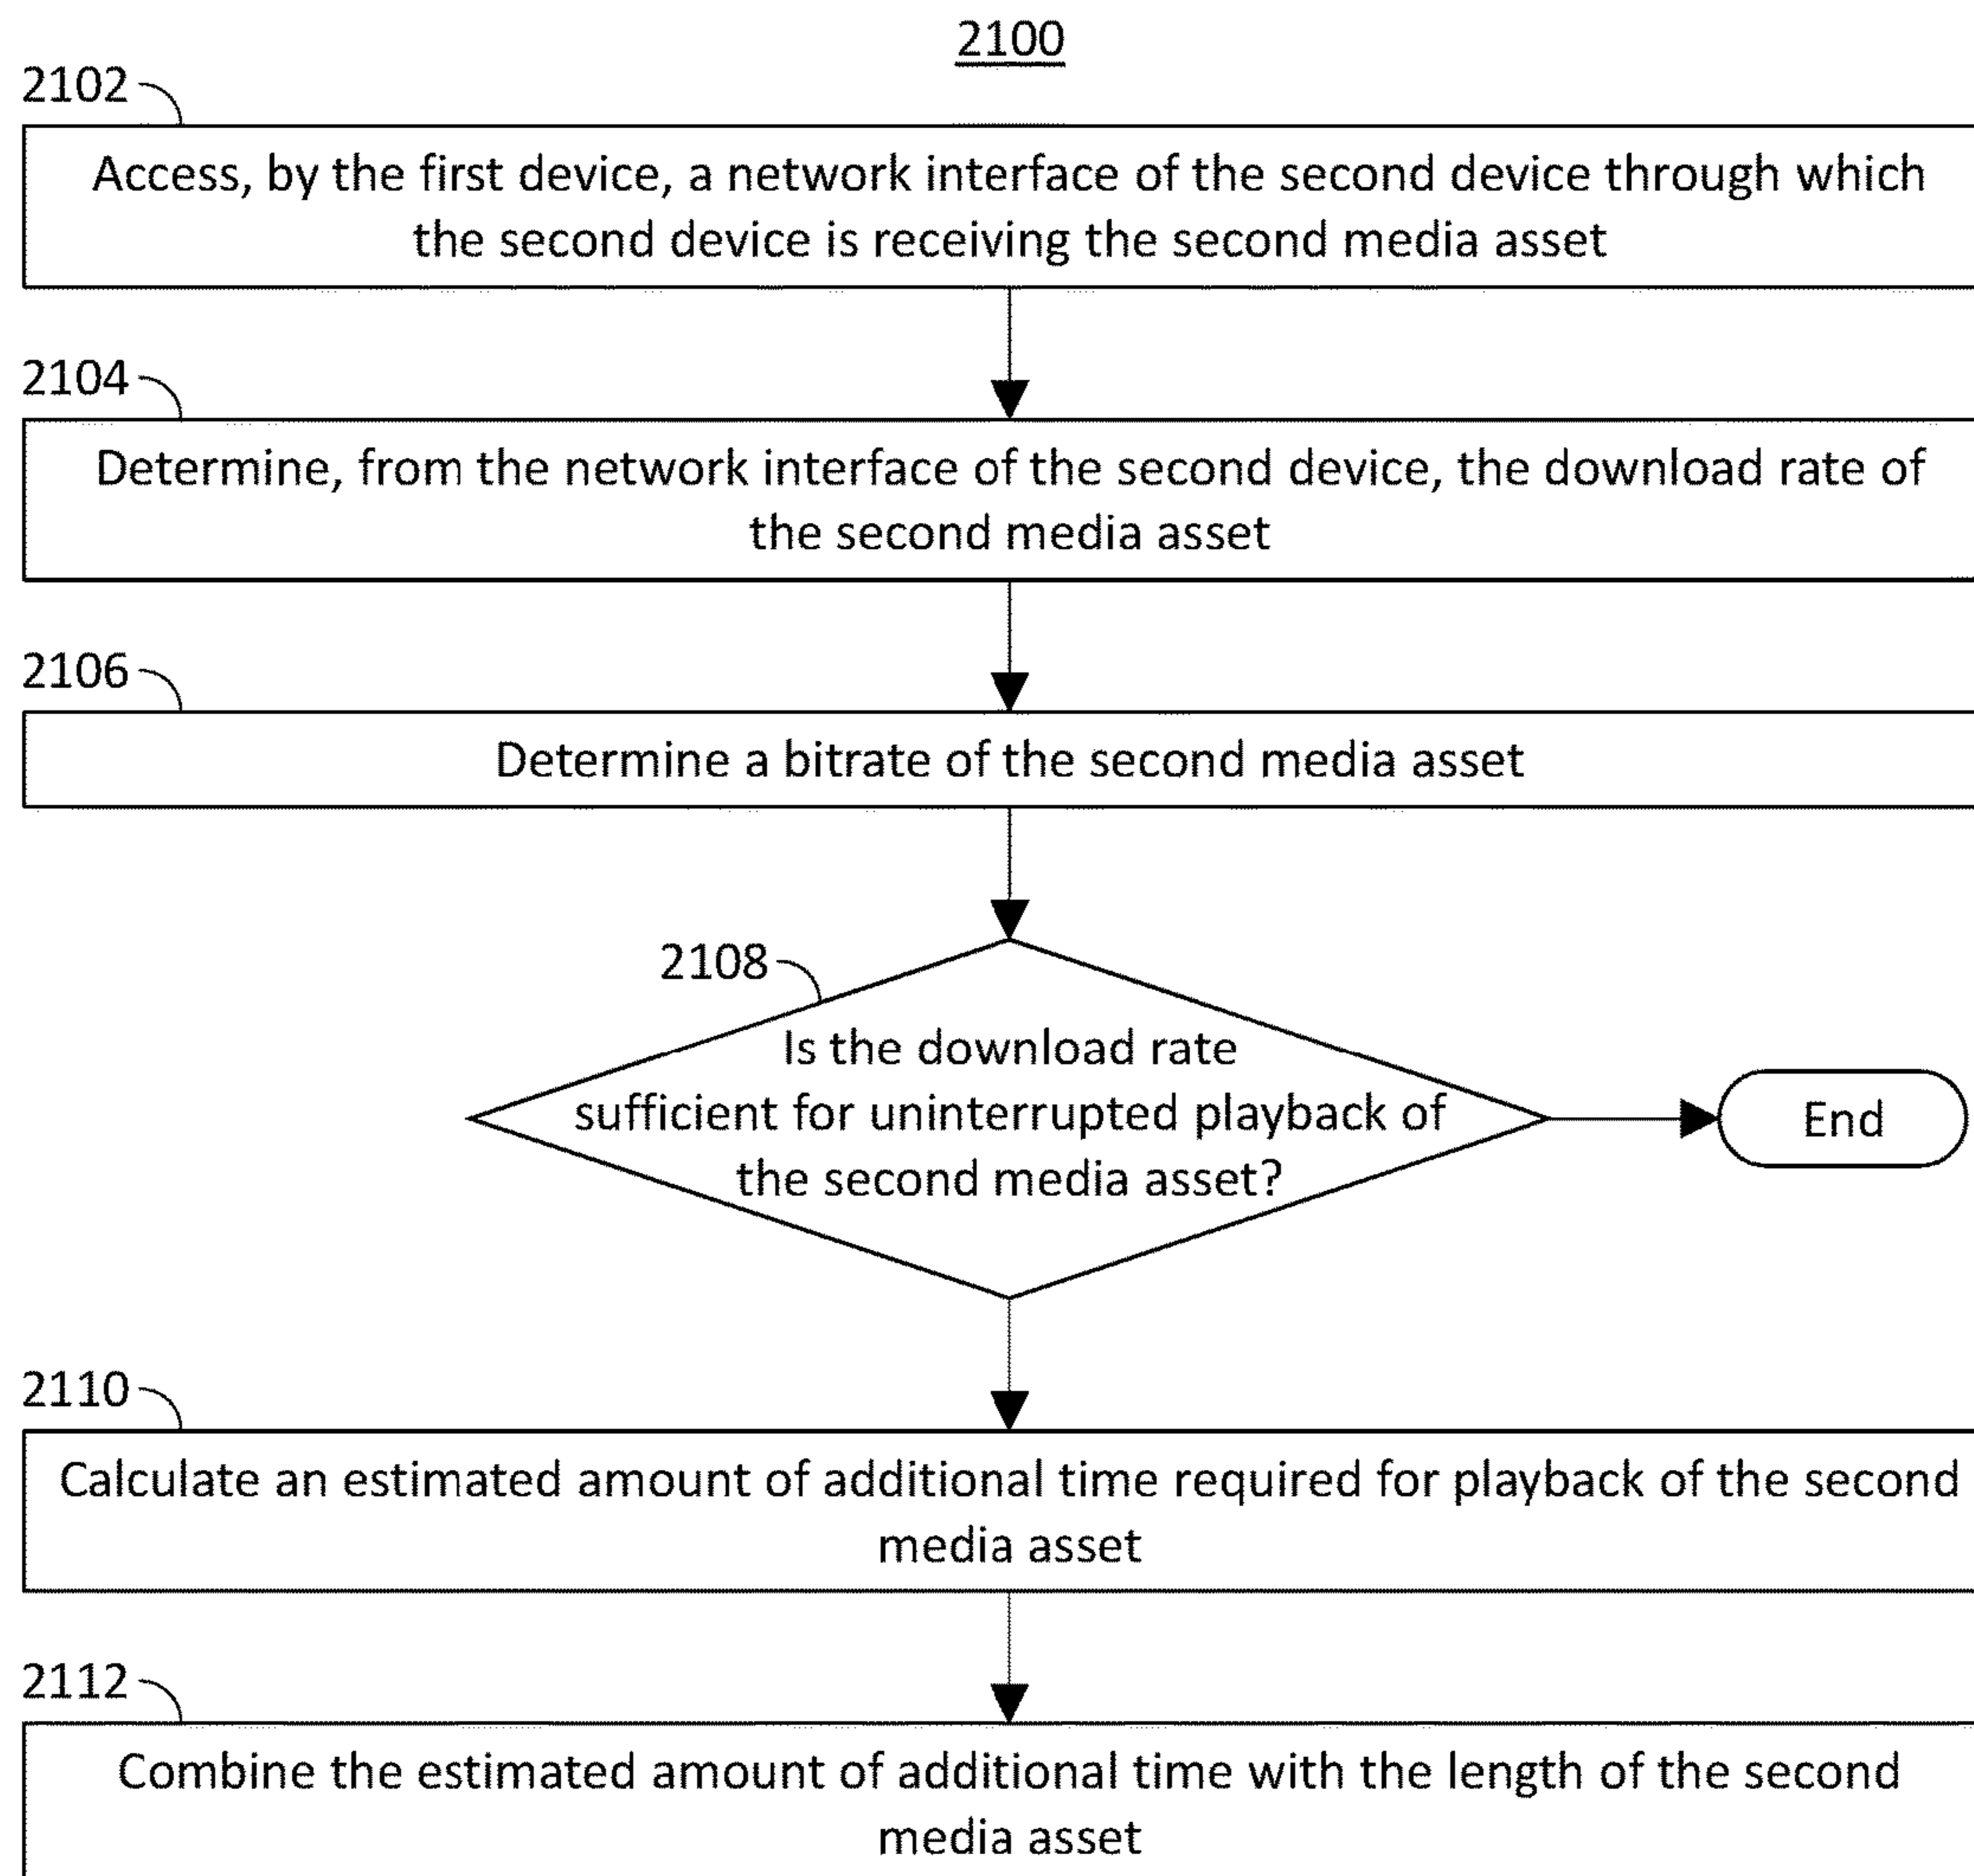 2100
2102
Access, by the first device, a network interface of the second device through which
the second device is receiving the second media asset
2104
Determine, from the network interface of the second device, the download rate of
the second media asset
2106
Determine a bitrate of the second media asset
2108
Is the download rate
sufficient for uninterrupted playback of
the second media asset?
End
2110
Calculate an estimated amount of additional time required for playback of the second
media asset
2112
Combine the estimated amount of additional time with the length of the second
media asset